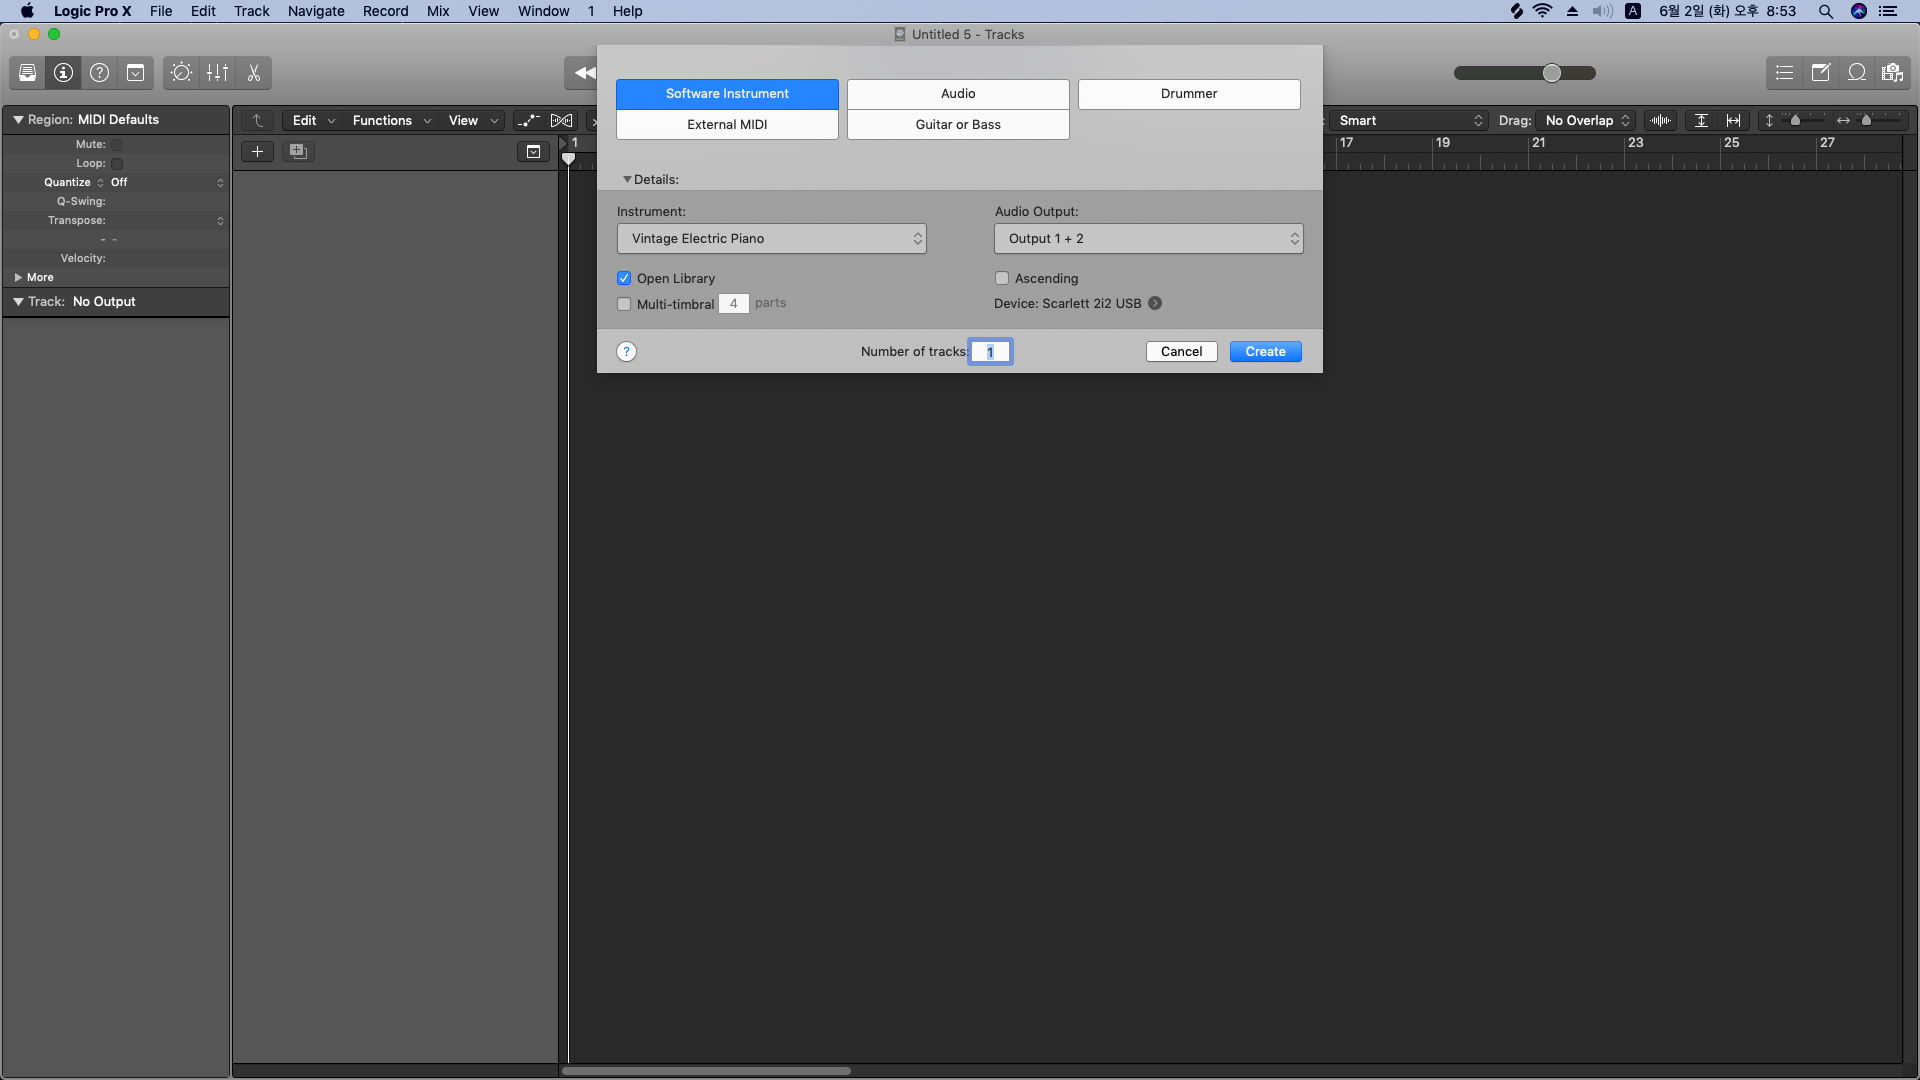 Logic Pro X File Edit Track Navigate Record Mix View Window 1 Help A 6월 2일 (화) 오후 8:53
Untitled 5 - Tracks
Software Instrument Audio Drummer
External MIDI Guitar or Bass
Region: MIDI Defaults
Edit Functions View Smart Drag: No Overlap
Mute:
1 17 19 21 23 25 27
Loop:
Quantize Off
Details:
Q-Swing:
Instrument: Audio Output:
Transpose:
Vintage Electric Piano Output 1 + 2
- -
Velocity:
More
Open Library Ascending
Track: No Output
Multi-timbral 4 parts Device: Scarlett 2i2 USB
? Number of tracks: 1 Cancel Create